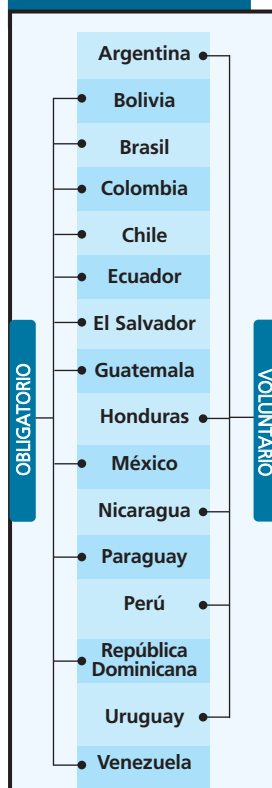 Argentina
Bolivia
Brasil
Colombia
Chile
Ecuador
El Salvador
Guatemala
Honduras
México
Nicaragua
Paraguay
Perú
República
Dominicana
Uruguay
Venezuela
OBLIGATORIO
VOLUNTARIO